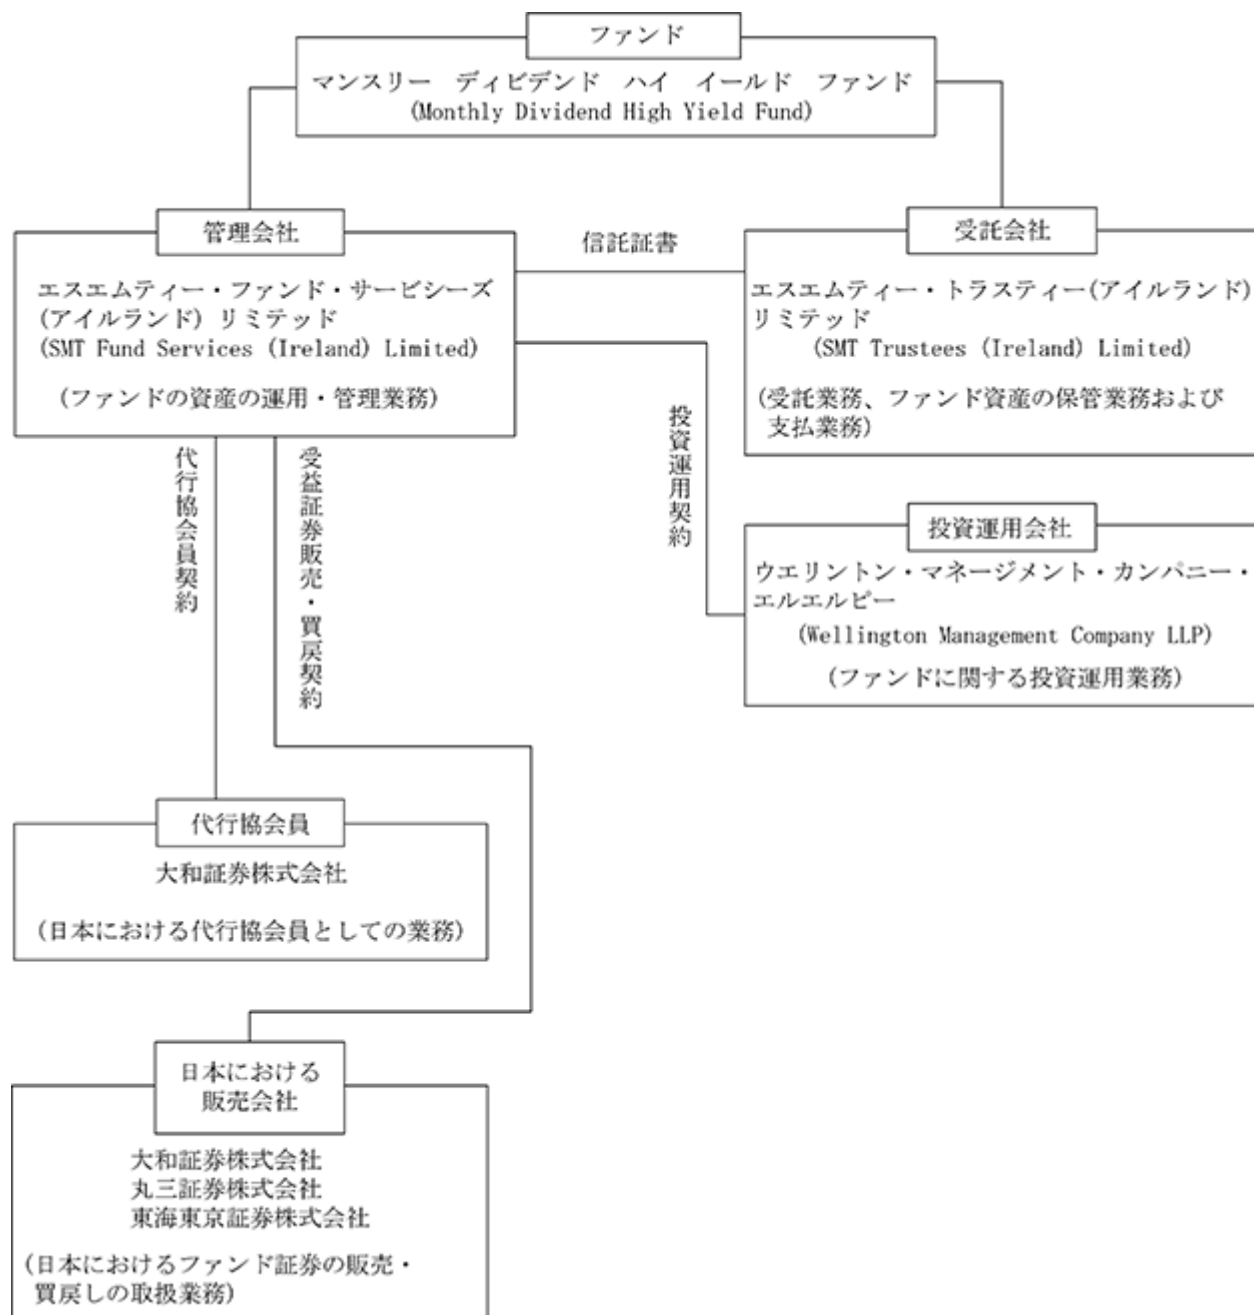 ファンド
マンスリー　ディビデンド　ハイ　イールド　ファンド
(Monthly Dividend High Yield Fund)
管理会社
エスエムティー・ファンド・サービシーズ
(アイルランド) リミテッド
(SMT Fund Services (Ireland) Limited)
(ファンドの資産の運用・管理業務)
信託証書
受託会社
エスエムティー・トラスティー(アイルランド)
リミテッド
(SMT Trustees (Ireland) Limited)
(受託業務、ファンド資産の保管業務および
支払業務)
代行協会員契約
受益証券販売・買戻契約
投資運用契約
投資運用会社
ウエリントン・マネージメント・カンパニー・
エルエルピー
(Wellington Management Company LLP)
(ファンドに関する投資運用業務)
代行協会員
大和証券株式会社
(日本における代行協会員としての業務)
日本における
販売会社
大和証券株式会社
丸三証券株式会社
東海東京証券株式会社
(日本におけるファンド証券の販売・
買戻しの取扱業務)